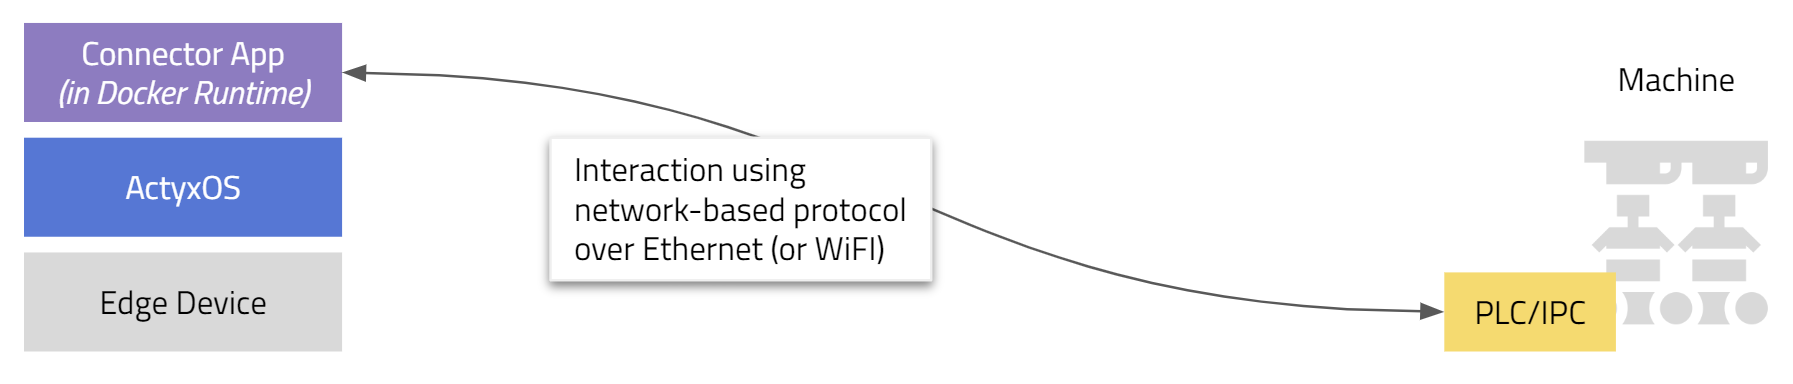 Connector App
(in Docker Runtime)
ActyxOS
Edge Device
Interaction using
network-based protocol
over Ethernet (or WiFI)
Machine
PLC/IPC